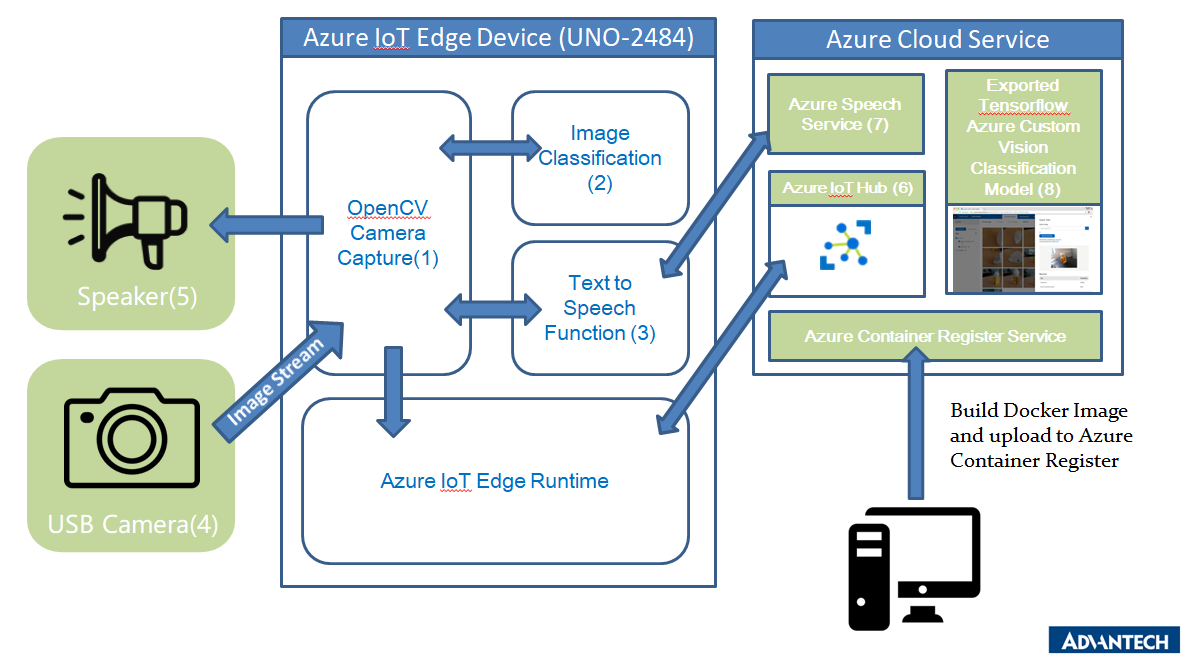 Azure IoT Edge Device (UNO-2484)
OpenCV
Camera
Capture(1)
Image
Classification
(2)
Text to
Speech
Function (3)
Azure IoT Edge Runtime
Speaker(5)
USB Camera(4)
Image Stream
Azure Cloud Service
Azure Speech
Service (7)
Azure IoT Hub (6)
Exported
Tensorflow
Azure Custom
Vision
Classification
Model (8)
Azure Container Register Service
Build Docker Image
and upload to Azure
Container Register
ADVANTECH